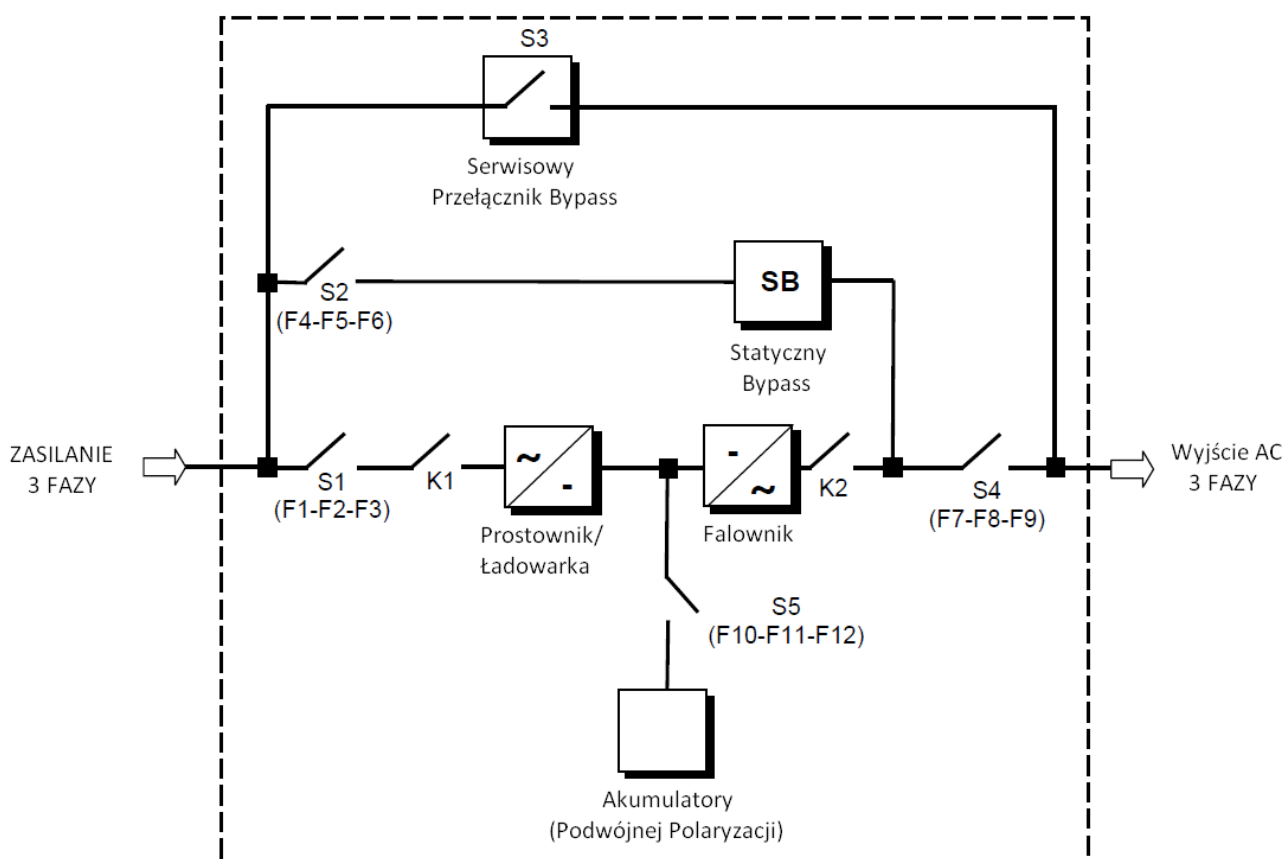 S3
Serwisowy
Przełącznik Bypass
S2
(F4-F5-F6)
SB
Statyczny
Bypass
ZASILANIE
3 FAZY
S1
(F1-F2-F3)
K1
~
-
Prostownik/
Ładowarka
-
~
Falownik
K2
S4
(F7-F8-F9)
Wyjście AC
3 FAZY
S5
(F10-F11-F12)
Akumulatory
(Podwójnej Polaryzacji)